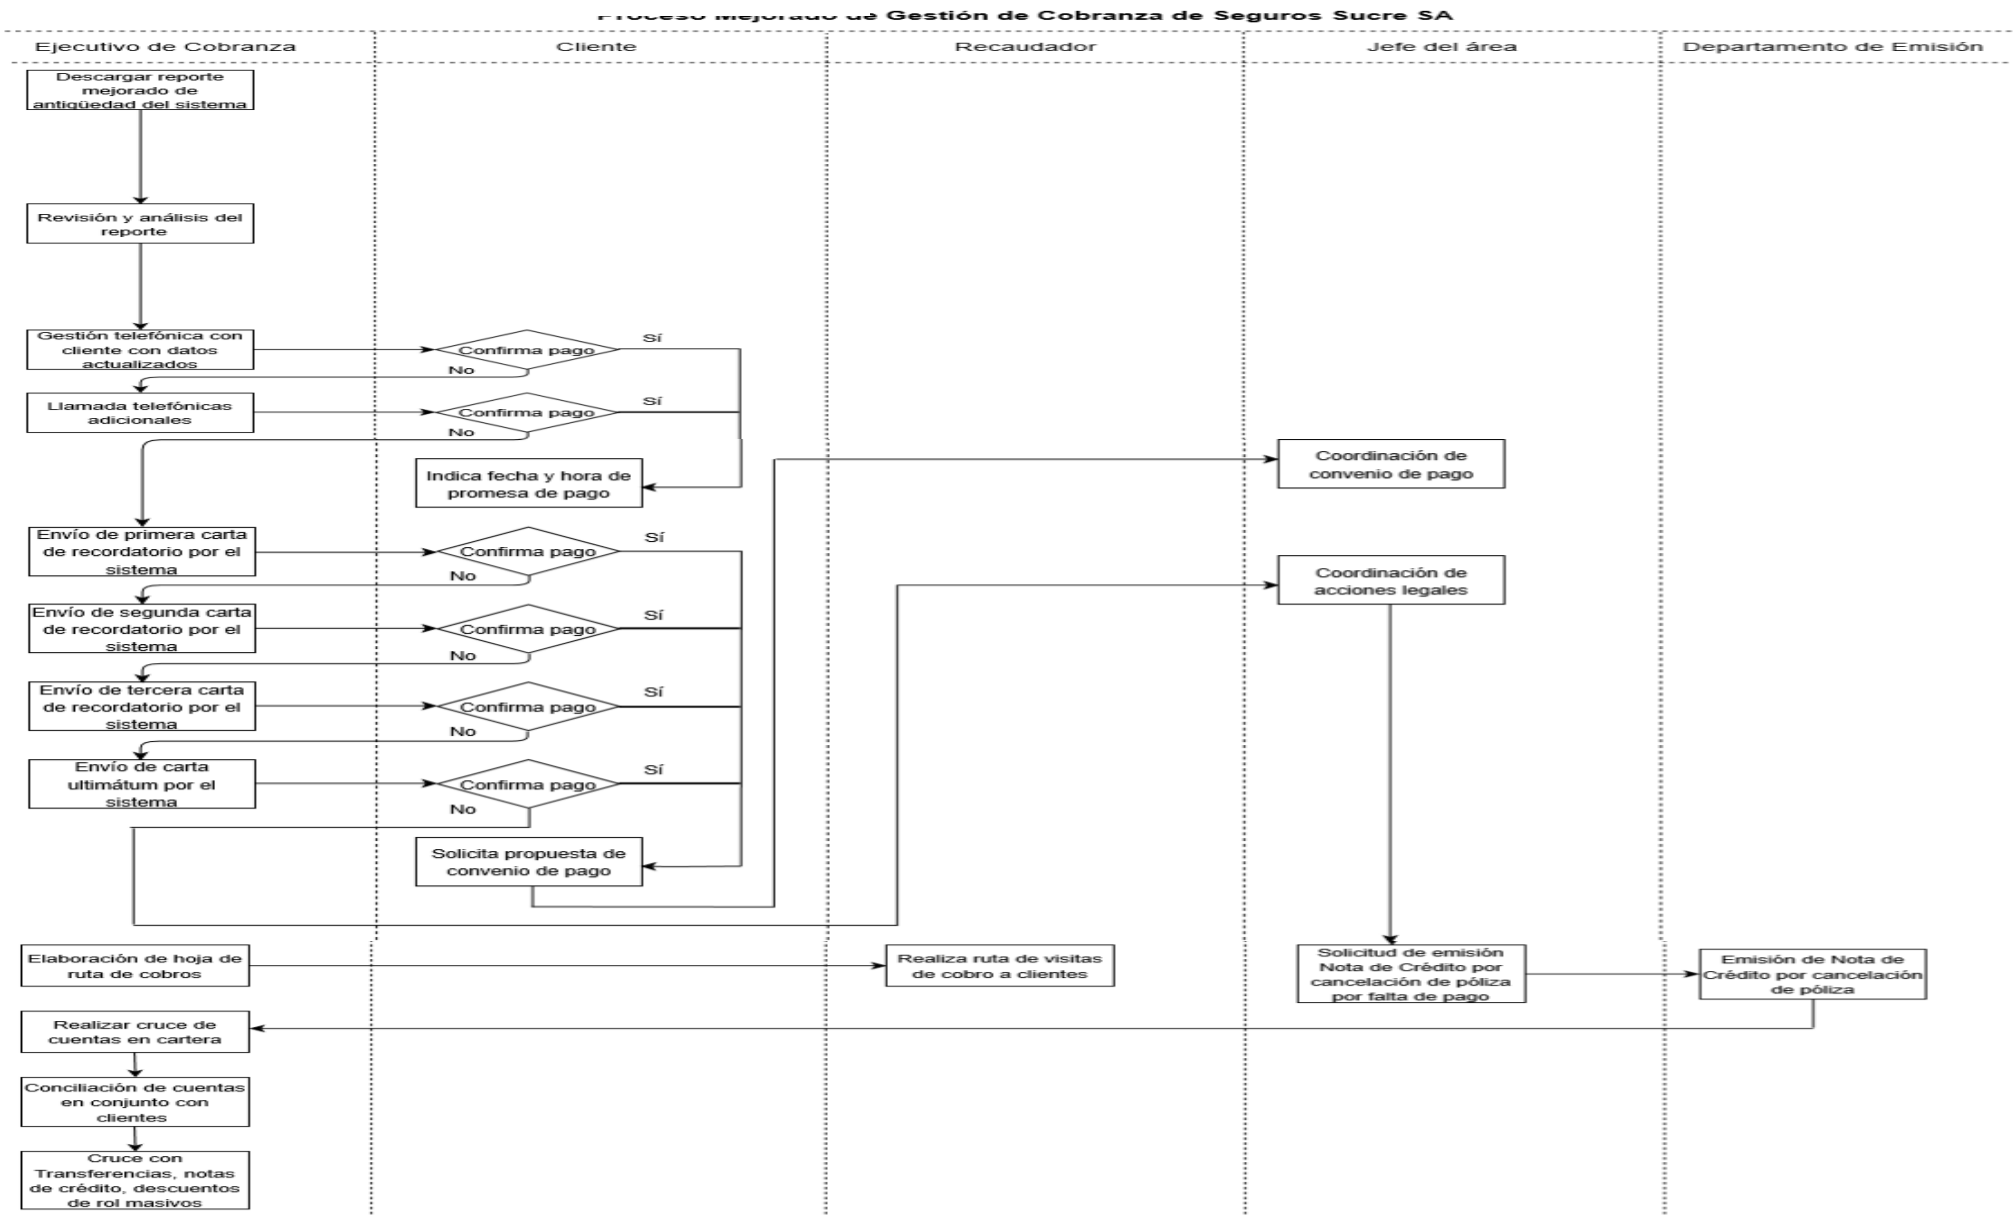 Proceso Mejorado de Gestión de Cobranza de Seguros Sucre SA
Ejecutivo de Cobranza
Cliente
Recaudador
Jefe del área
Departamento de Emisión
Descargar reporte
mejorado de
antigüedad del sistema
Revisión y análisis del
reporte
Gestión telefónica con
cliente con datos
actualizados
Confirma pago
Sí
No
Llamada telefónicas
adicionales
Confirma pago
Sí
No
Indica fecha y hora de
promesa de pago
Coordinación de
convenio de pago
Envío de primera carta
de recordatorio por el
sistema
Confirma pago
Sí
No
Coordinación de
acciones legales
Envío de segunda carta
de recordatorio por el
sistema
Confirma pago
Sí
No
Envío de tercera carta
de recordatorio por el
sistema
Confirma pago
Sí
No
Envío de carta
ultimátum por el
sistema
Confirma pago
Sí
No
Solicita propuesta de
convenio de pago
Elaboración de hoja de
ruta de cobros
Realiza ruta de visitas
de cobro a clientes
Solicitud de emisión
Nota de Crédito por
cancelación de póliza
por falta de pago
Emisión de Nota de
Crédito por cancelación
de póliza
Realizar cruce de
cuentas en cartera
Conciliación de cuentas
en conjunto con
clientes
Cruce con
Transferencias, notas
de crédito, descuentos
de rol masivos